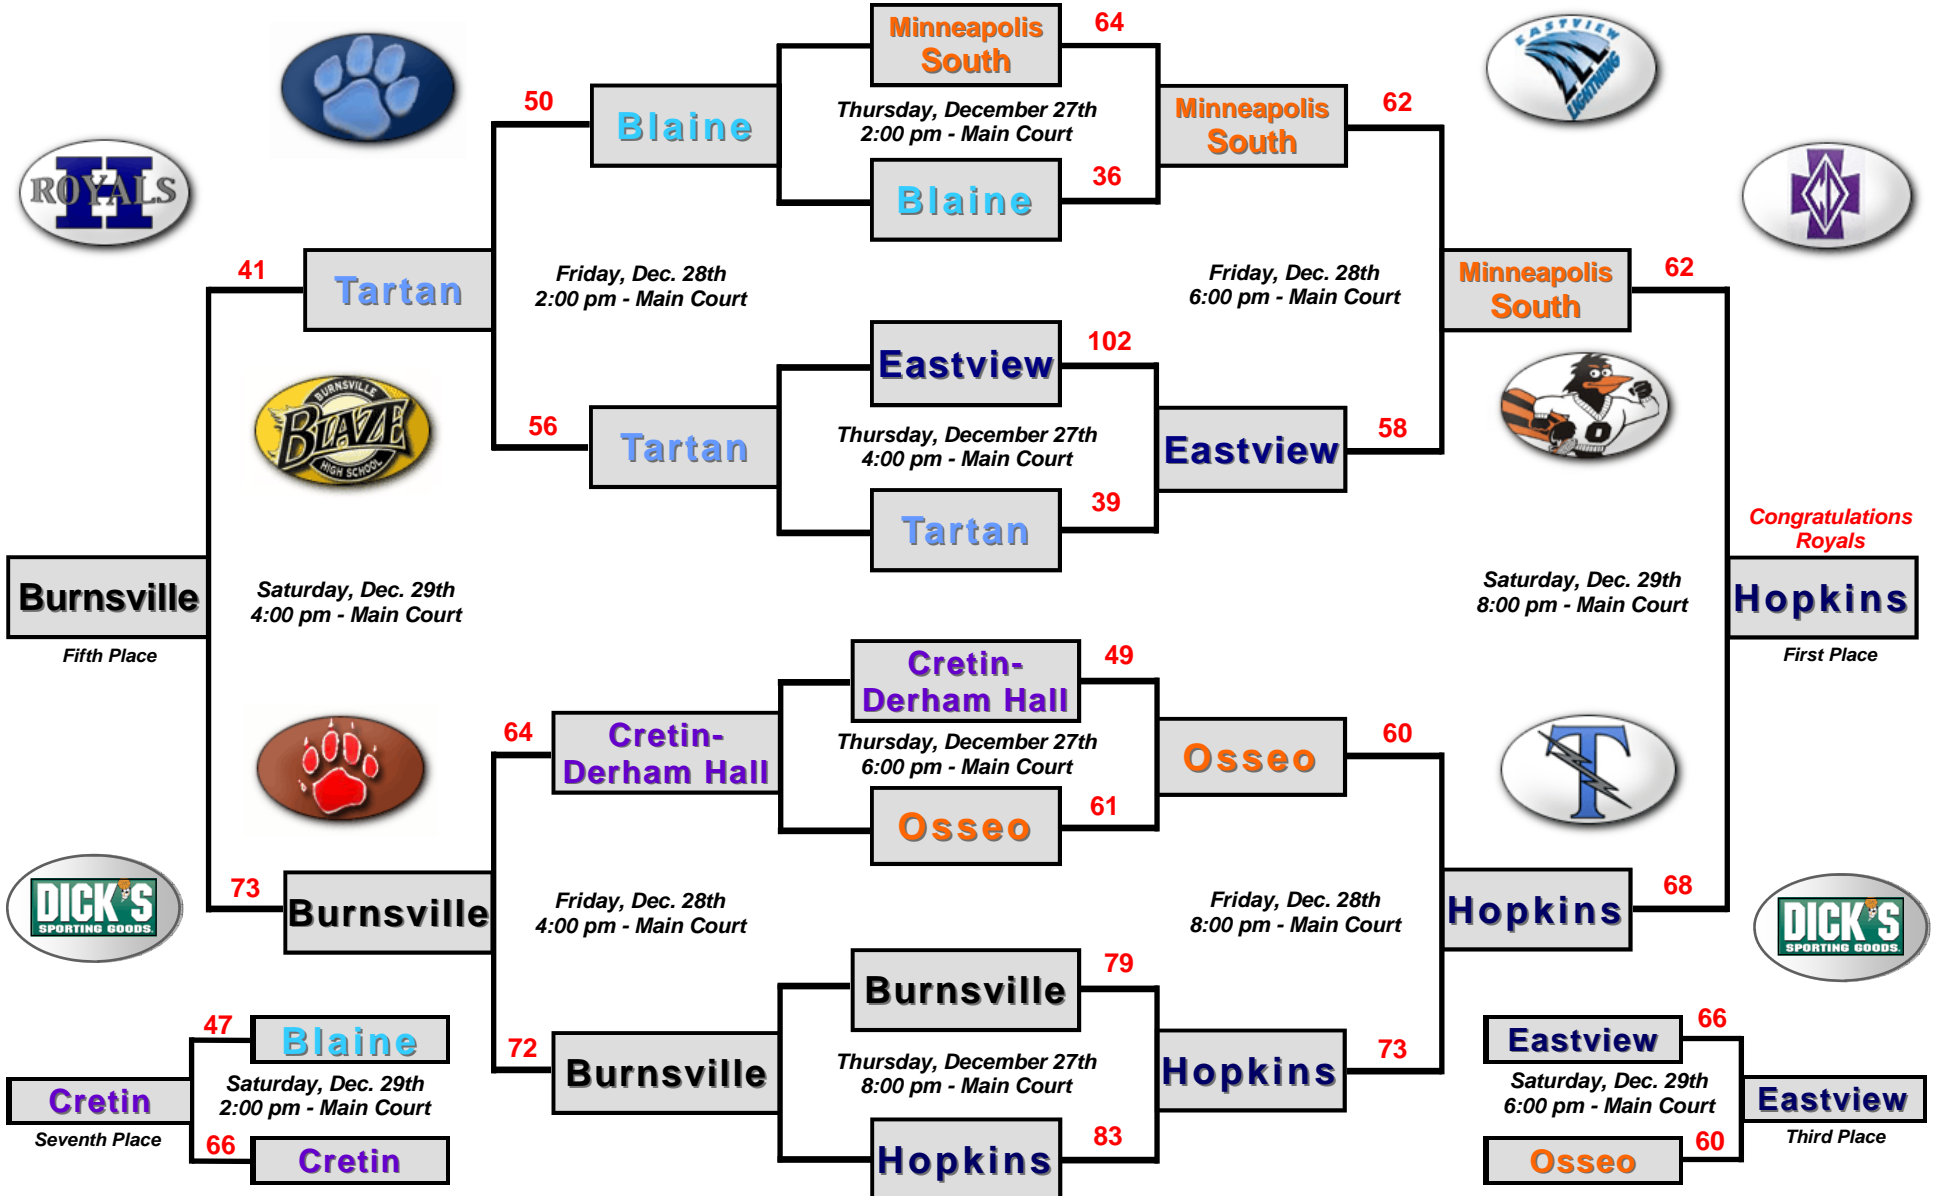 Minneapolis
South
64
EASTVIEW
LIGHTNING
50
Blaine
Thursday, December 27th
2:00 pm - Main Court
Minneapolis
South
62
H
ROYALS
Blaine
36
CD
41
Tartan
Friday, Dec. 28th
2:00 pm - Main Court
Friday, Dec. 28th
6:00 pm - Main Court
Minneapolis
South
62
Eastview
102
BURNSVILLE
BLAZE
HIGH SCHOOL
56
Tartan
Thursday, December 27th
4:00 pm - Main Court
Eastview
58
O
Tartan
39
Congratulations
Royals
Burnsville
Fifth Place
Saturday, Dec. 29th
4:00 pm - Main Court
Saturday, Dec. 29th
8:00 pm - Main Court
Hopkins
First Place
Cretin-
Derham Hall
49
64
Cretin-
Derham Hall
Thursday, December 27th
6:00 pm - Main Court
Osseo
60
T
Osseo
61
DICK'S
SPORTING GOODS.
73
Burnsville
Friday, Dec. 28th
4:00 pm - Main Court
Friday, Dec. 28th
8:00 pm - Main Court
Hopkins
68
DICK'S
SPORTING GOODS.
Burnsville
79
72
Burnsville
Thursday, December 27th
8:00 pm - Main Court
Hopkins
73
Hopkins
83
47
Blaine
Saturday, Dec. 29th
2:00 pm - Main Court
Cretin
Seventh Place
66
Cretin
Eastview
66
Saturday, Dec. 29th
6:00 pm - Main Court
Eastview
Third Place
Osseo
60